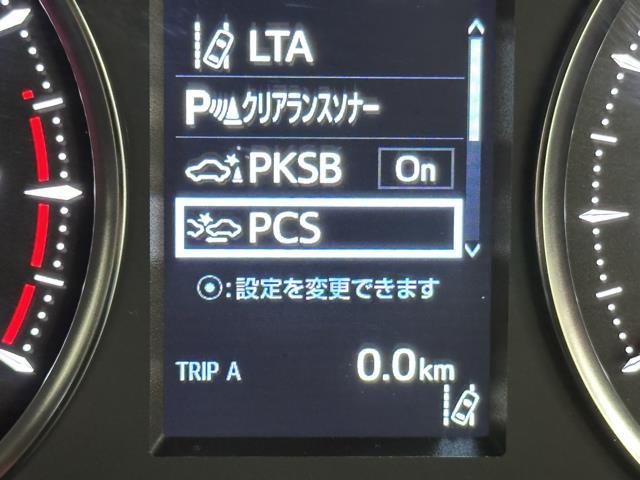 LTA
P クリアランスソナー
PKSB On
PCS
⦿:設定を変更できます
TRIP A 0.0km